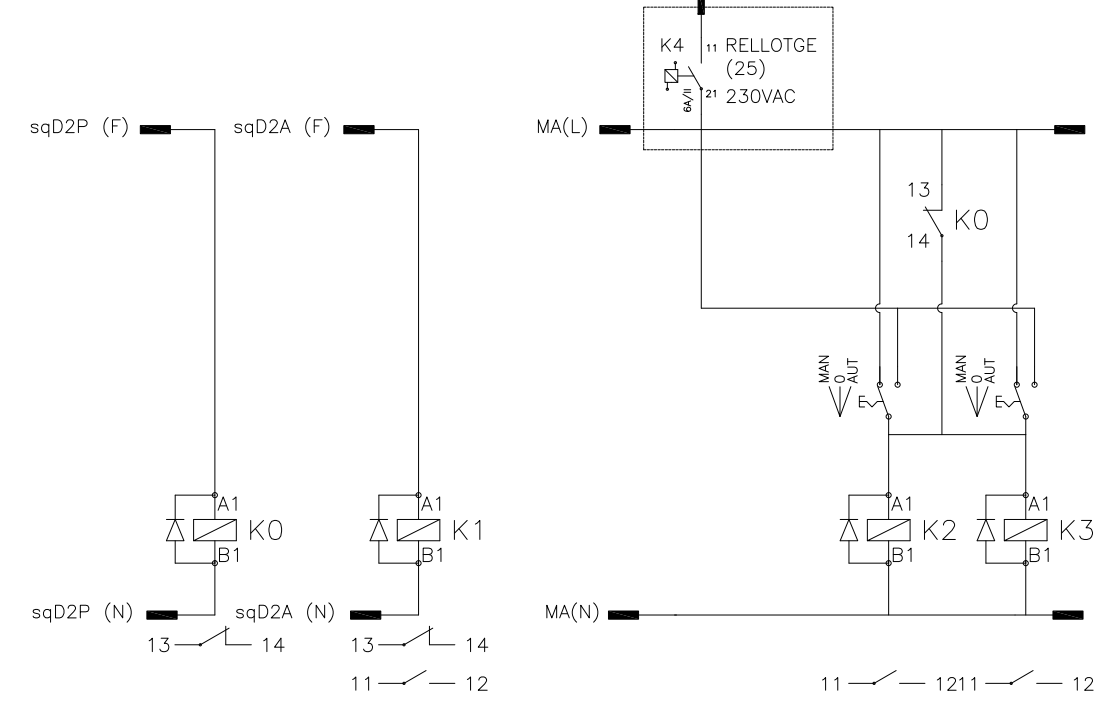 K4 11 RELLOTGE
(25)
6A/II 21 230VAC
sqD2P (F) sqD2A (F) MA(L)
13
K0
14
MAN 0 AUT MAN 0 AUT
E E
A1 A1 A1 A1
K0 K1 K2 K3
B1 B1 B1 B1
sqD2P (N) sqD2A (N) MA(N)
13 14 13 14
11 12 11 12 11 12